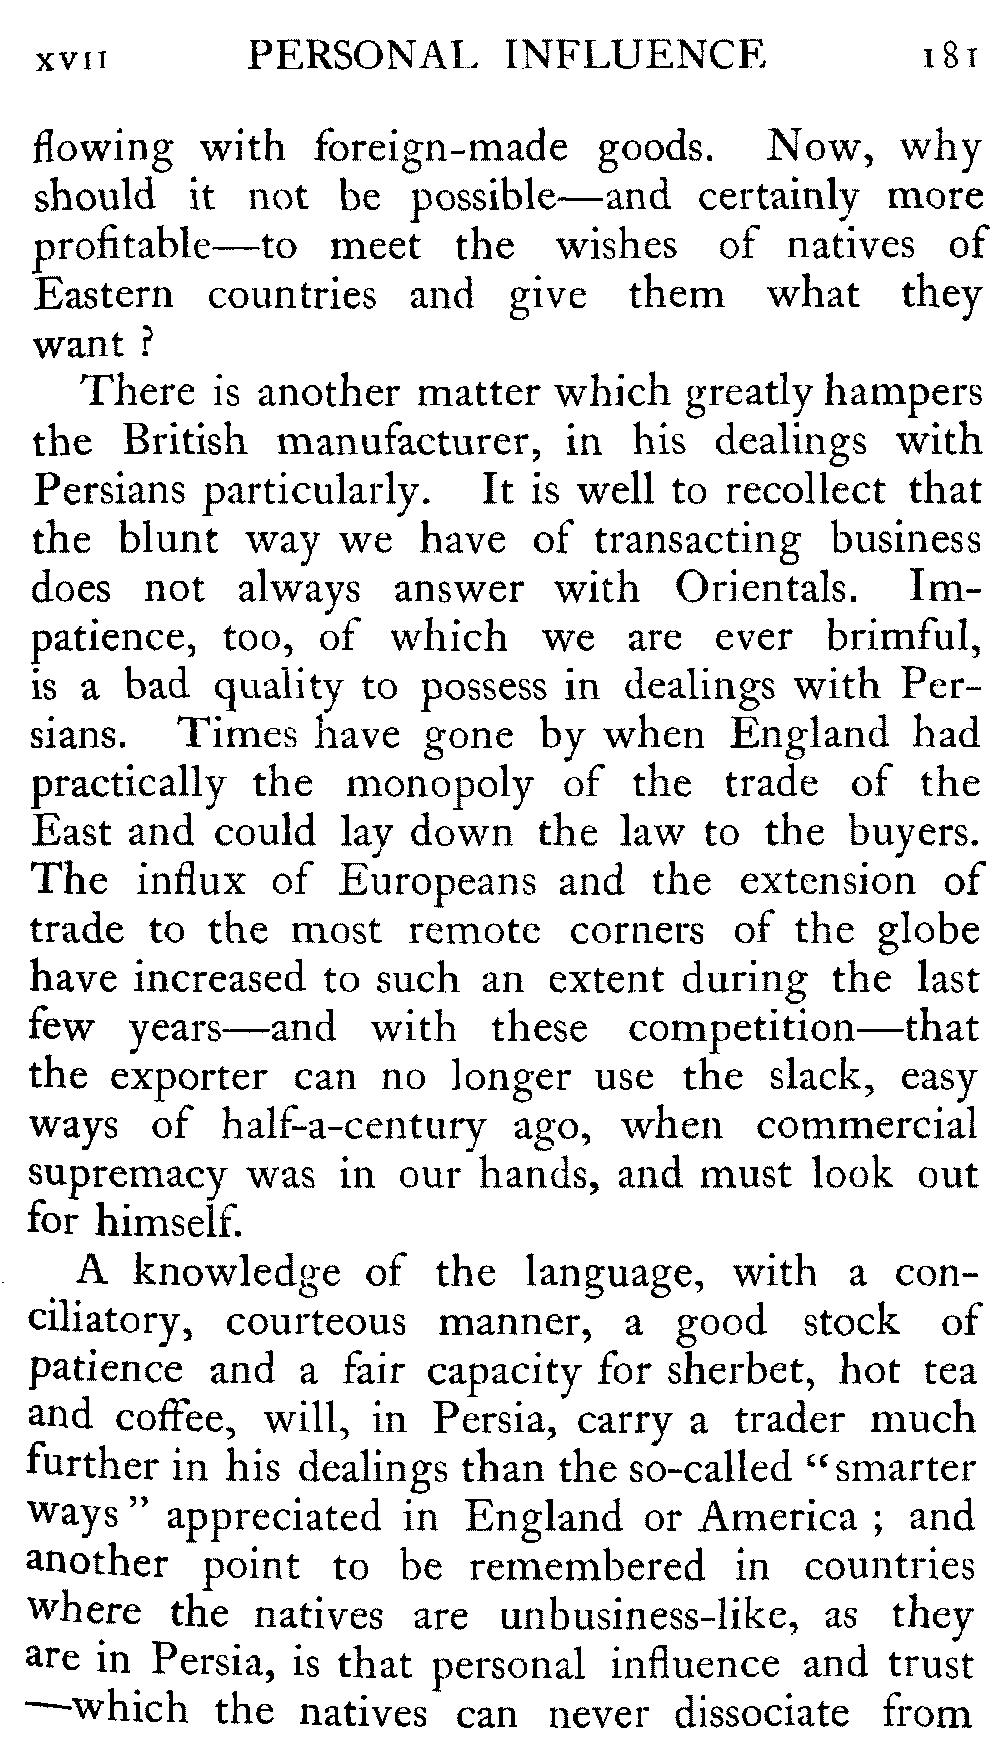 XVII PERSONAL INFLUENCE 181
flowing with foreign-made goods. Now, why
should it not be possible—and certainly more
profitable—to meet the wishes of natives of
Eastern countries and give them what they
want ?
There is another matter which greatly hampers
the British manufacturer, in his dealings with
Persians particularly. It is well to recollect that
the blunt way we have of transacting business
does not always answer with Orientals. Im-
patience, too, of which we are ever brimful,
is a bad quality to possess in dealings with Per-
sians. Times have gone by when England had
practically the monopoly of the trade of the
East and could lay down the law to the buyers.
The influx of Europeans and the extension of
trade to the most remote corners of the globe
have increased to such an extent during the last
few years—and with these competition—that
the exporter can no longer use the slack, easy
ways of half-a-century ago, when commercial
supremacy was in our hands, and must look out
for himself.
A knowledge of the language, with a con-
ciliatory, courteous manner, a good stock of
patience and a fair capacity for sherbet, hot tea
and coffee, will, in Persia, carry a trader much
further in his dealings than the so-called “smarter
ways” appreciated in England or America ; and
another point to be remembered in countries
where the natives are unbusiness-like, as they
are in Persia, is that personal influence and trust
—which the natives can never dissociate from